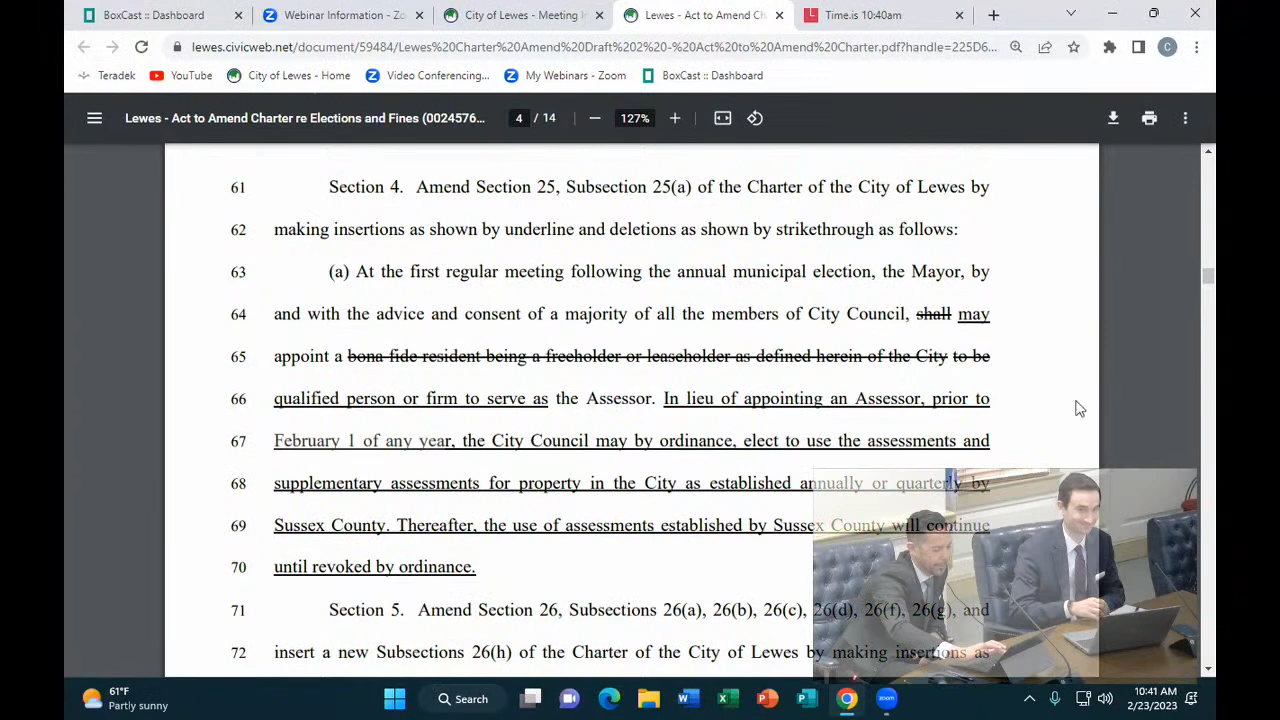 BoxCast :: Dashboard
Webinar Information - Zo
City of Lewes - Meeting I
Lewes - Act to Amend Ch
Time.is 10:40am
lewes.civicweb.net/document/59484/Lewes%20Charter%20Amend%20Draft%202%20-%20Act%20to%20Amend%20Charter.pdf?handle=225D6...
C
Teradek YouTube City of Lewes - Home Video Conferencing... My Webinars - Zoom BoxCast :: Dashboard
Lewes - Act to Amend Charter re Elections and Fines (0024576... 4 / 14 127%
61 Section 4. Amend Section 25, Subsection 25(a) of the Charter of the City of Lewes by
62 making insertions as shown by underline and deletions as shown by strikethrough as follows:
63 (a) At the first regular meeting following the annual municipal election, the Mayor, by
64 and with the advice and consent of a majority of all the members of City Council, shall may
65 appoint a bona fide resident being a freeholder or leaseholder as defined herein of the City to be
66 qualified person or firm to serve as the Assessor. In lieu of appointing an Assessor, prior to
67 February 1 of any year, the City Council may by ordinance, elect to use the assessments and
68 supplementary assessments for property in the City as established annually or quarterly by
69 Sussex County. Thereafter, the use of assessments established by Sussex County will continue
70 until revoked by ordinance.
71 Section 5. Amend Section 26, Subsections 26(a), 26(b), 26(c), 26(d), 26(f), 26(g), and
72 insert a new Subsections 26(h) of the Charter of the City of Lewes by making insertions as
61°F
Partly sunny
Search
zoom
10:41 AM
2/23/2023